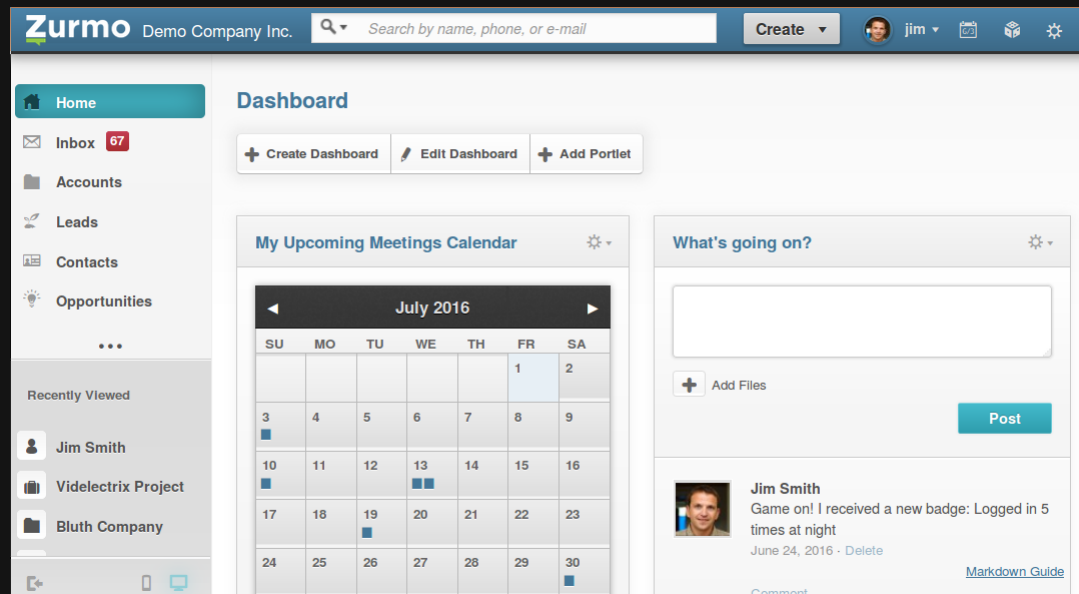 Zurmo Demo Company Inc.
Search by name, phone, or e-mail
Create
jim
Home
Inbox 67
Accounts
Leads
Contacts
Opportunities
•••
Recently Viewed
Jim Smith
Videlectrix Project
Bluth Company
Dashboard
Create Dashboard
Edit Dashboard
Add Portlet
My Upcoming Meetings Calendar
July 2016
SU MO TU WE TH FR SA
1 2
3 4 5 6 7 8 9
10 11 12 13 14 15 16
17 18 19 20 21 22 23
24 25 26 27 28 29 30
What's going on?
Add Files
Post
Jim Smith
Game on! I received a new badge: Logged in 5
times at night
June 24, 2016 · Delete
Markdown Guide
Comment